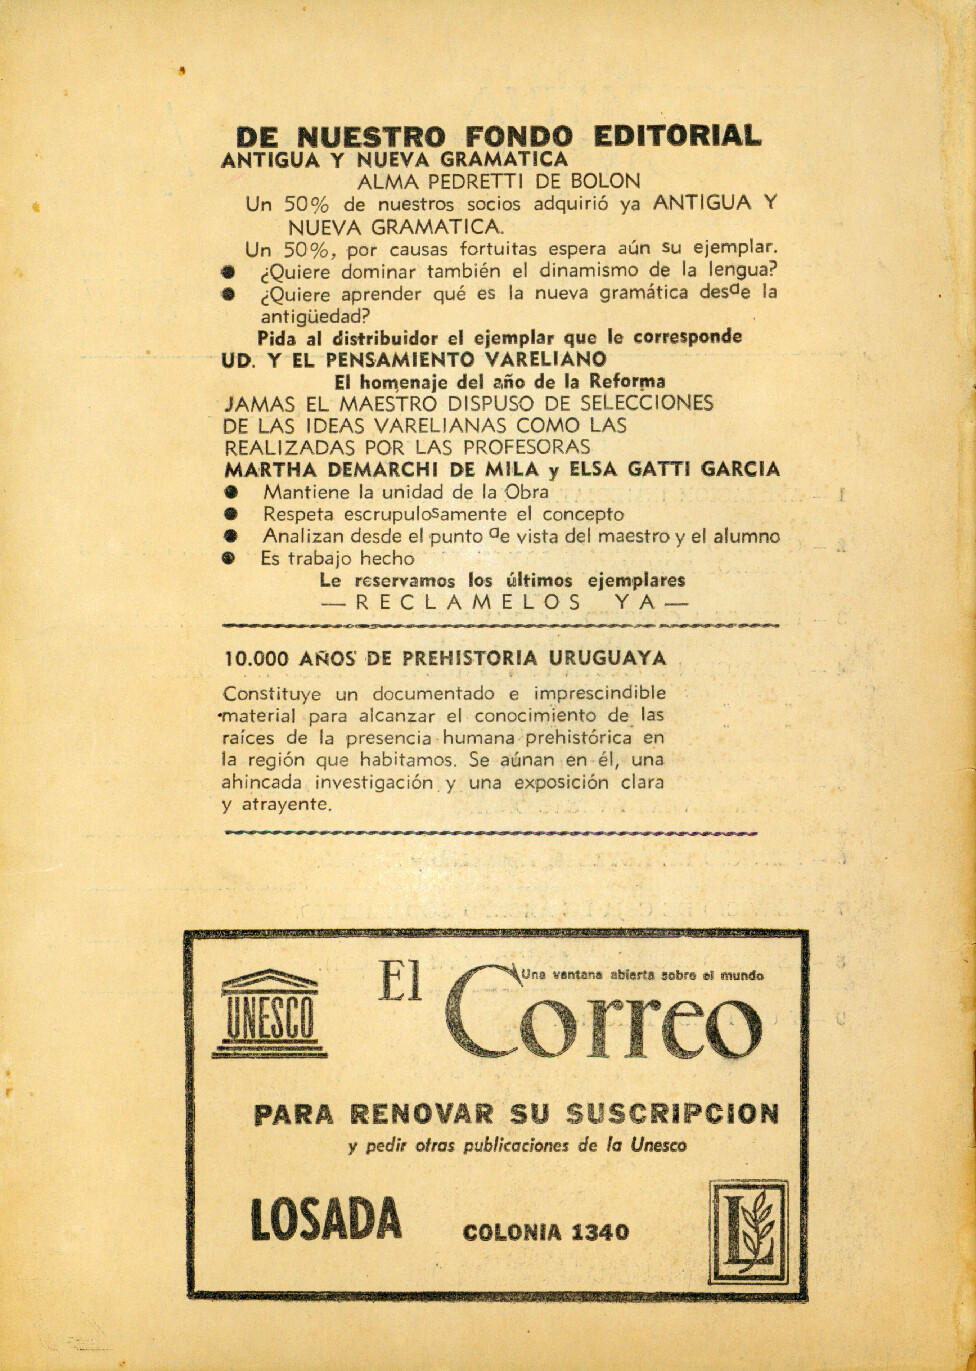 DE NUESTRO FONDO EDITORIAL
ANTIGUA Y NUEVA GRAMATICA
ALMA PEDRETTI DE BOLON
Un 50% de nuestros socios adquirió ya ANTIGUA Y
NUEVA GRAMATICA.
Un 50%, por causas fortuitas espera aún su ejemplar.
● ¿Quiere dominar también el dinamismo de la lengua?
● ¿Quiere aprender qué es la nueva gramática desde la
antigüedad?
Pida al distribuidor el ejemplar que le corresponde
UD. Y EL PENSAMIENTO VARELIANO
El homenaje del año de la Reforma
JAMAS EL MAESTRO DISPUSO DE SELECCIONES
DE LAS IDEAS VARELIANAS COMO LAS
REALIZADAS POR LAS PROFESORAS
MARTHA DEMARCHI DE MILA y ELSA GATTI GARCIA
● Mantiene la unidad de la Obra
● Respeta escrupulosamente el concepto
● Analizan desde el punto de vista del maestro y el alumno
● Es trabajo hecho
Le reservamos los últimos ejemplares
— RECLAMELOS YA —
10.000 AÑOS DE PREHISTORIA URUGUAYA
Constituye un documentado e imprescindible
material para alcanzar el conocimiento de las
raíces de la presencia humana prehistórica en
la región que habitamos. Se aúnan en él, una
ahincada investigación y una exposición clara
y atrayente.
UNESCO
El Correo
Una ventana abierta sobre el mundo
PARA RENOVAR SU SUSCRIPCION
y pedir otras publicaciones de la Unesco
LOSADA COLONIA 1340
L